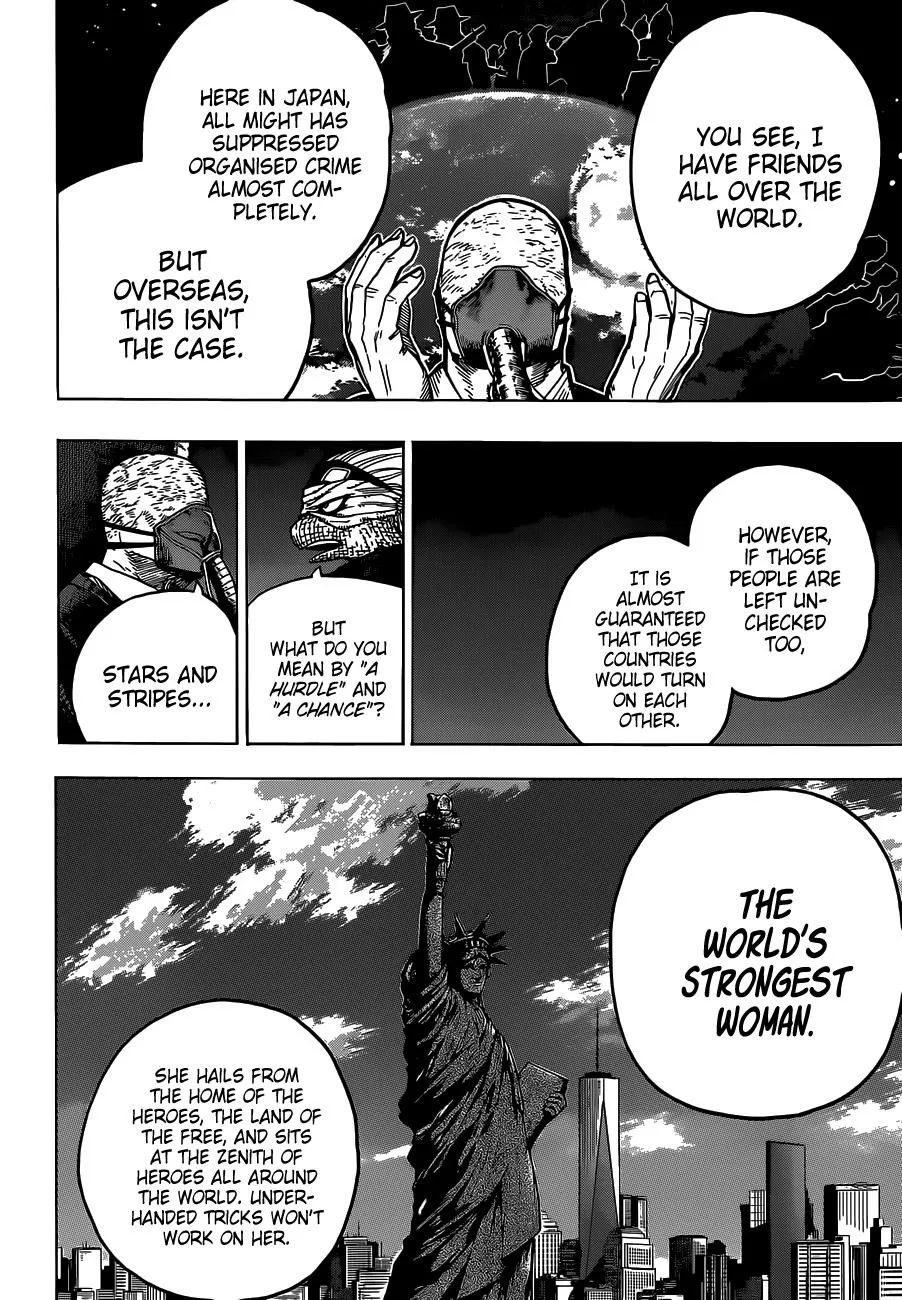 YOU SEE, I
HAVE FRIENDS
ALL OVER THE
WORLD.
HERE IN JAPAN,
ALL MIGHT HAS
SUPPRESSED
ORGANISED CRIME
ALMOST COM-
PLETELY.
BUT
OVERSEAS,
THIS ISN'T
THE CASE.
HOWEVER,
IF THOSE
PEOPLE ARE
LEFT UN-
CHECKED
TOO,
IT IS
ALMOST
GUARANTEED
THAT THOSE
COUNTRIES
WOULD TURN
ON EACH
OTHER.
BUT
WHAT DO YOU
MEAN BY "A
HURDLE" AND
"A CHANCE"?
STARS AND
STRIPES...
THE
WORLD'S
STRONGEST
WOMAN.
SHE HAILS FROM
THE HOME OF THE
HEROES, THE LAND OF
THE FREE, AND SITS
AT THE ZENITH OF
HEROES ALL AROUND
THE WORLD. UNDER-
HANDED TRICKS WON'T
WORK ON HER.